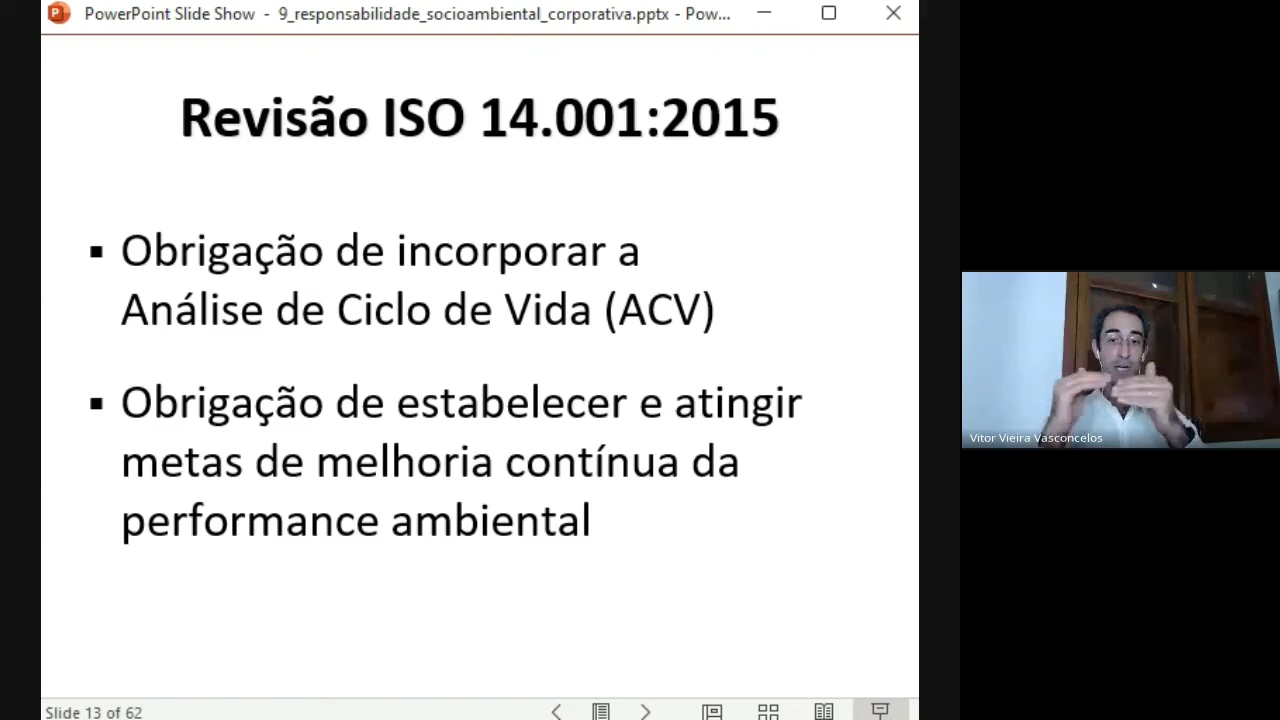 PowerPoint Slide Show - 9_responsabilidade_socioambiental_corporativa.pptx - Pow...
Revisão ISO 14.001:2015
▪ Obrigação de incorporar a
Análise de Ciclo de Vida (ACV)
▪ Obrigação de estabelecer e atingir
metas de melhoria contínua da
performance ambiental
Vitor Vieira Vasconcelos
Slide 13 of 62